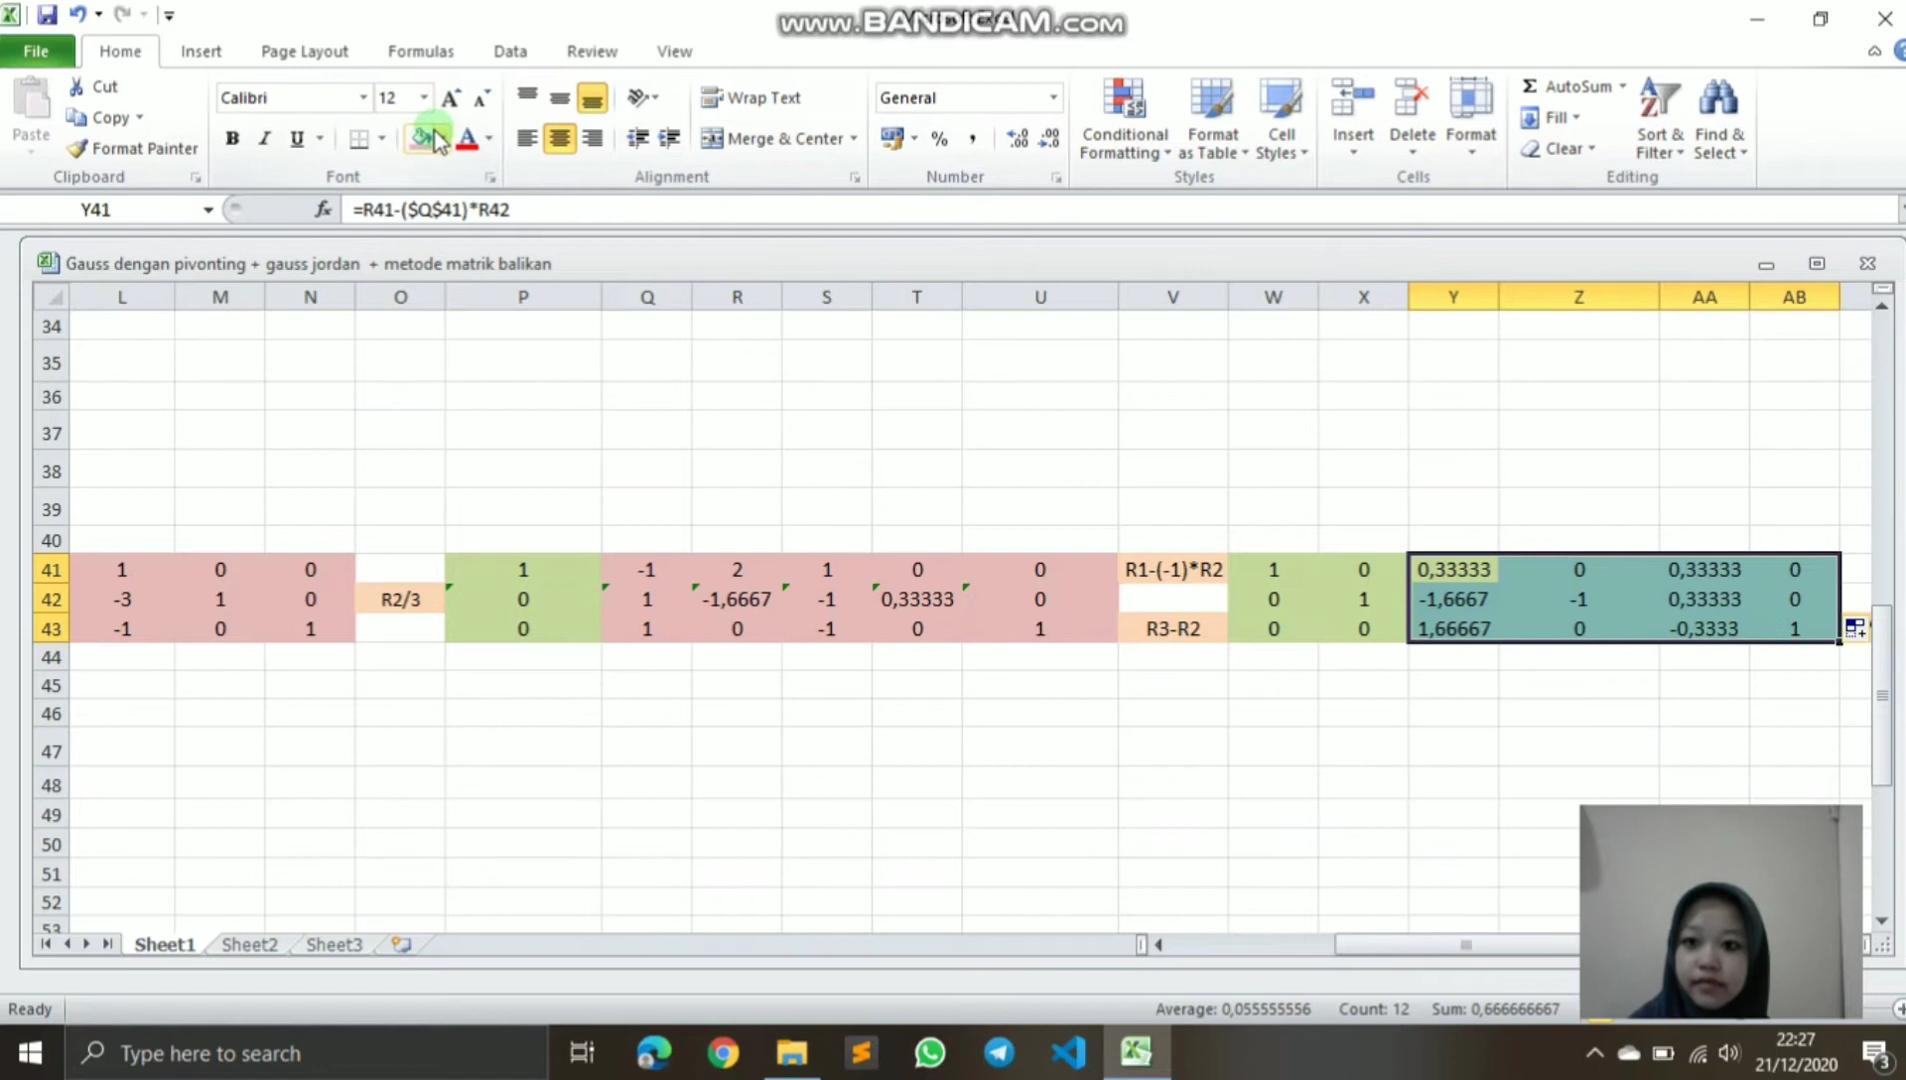 www.BANDICAM.com
File Home Insert Page Layout Formulas Data Review View
Paste
Cut
Copy
Format Painter
Clipboard
Calibri 12
B I U
Font
Wrap Text
Merge & Center
Alignment
General
%
Number
Conditional Formatting
Format as Table
Cell Styles
Styles
Insert Delete Format
Cells
AutoSum
Fill
Clear
Sort & Filter
Find & Select
Editing
Y41 fx =R41-($Q$41)*R42
Gauss dengan pivonting + gauss jordan + metode matrik balikan
L M N O P Q R S T U V W X Y Z AA AB
34
35
36
37
38
39
40
41 1 0 0 1 -1 2 1 0 0 R1-(-1)*R2 1 0 0,33333 0 0,33333 0
42 -3 1 0 R2/3 0 1 -1,6667 -1 0,33333 0 0 1 -1,6667 -1 0,33333 0
43 -1 0 1 0 1 0 -1 0 1 R3-R2 0 0 1,66667 0 -0,3333 1
44
45
46
47
48
49
50
51
52
53
Sheet1 Sheet2 Sheet3
Ready Average: 0,055555556 Count: 12 Sum: 0,666666667
Type here to search
22:27
21/12/2020
3